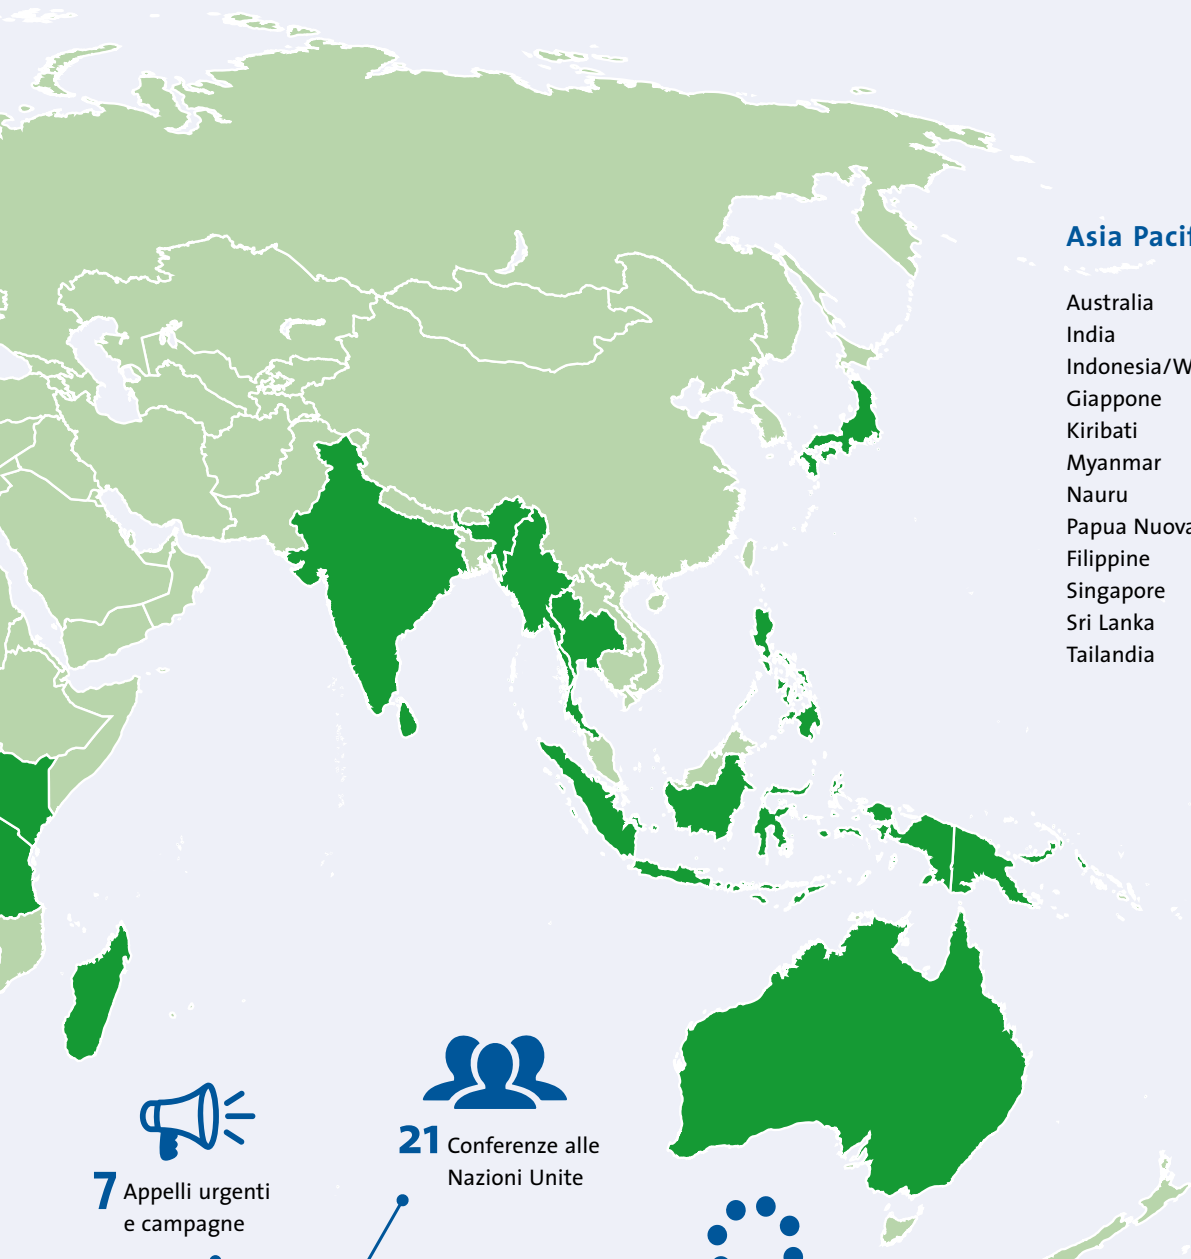 Asia
Australia
India
Indonesia/W
Giappone
Kiribati
Myanmar
Nauru
Papua Nuova
Filippine
Singapore
Sri Lanka
Tailandia
21 Conferenze alle
Nazioni Unite
7 Appelli urgenti
e campagne